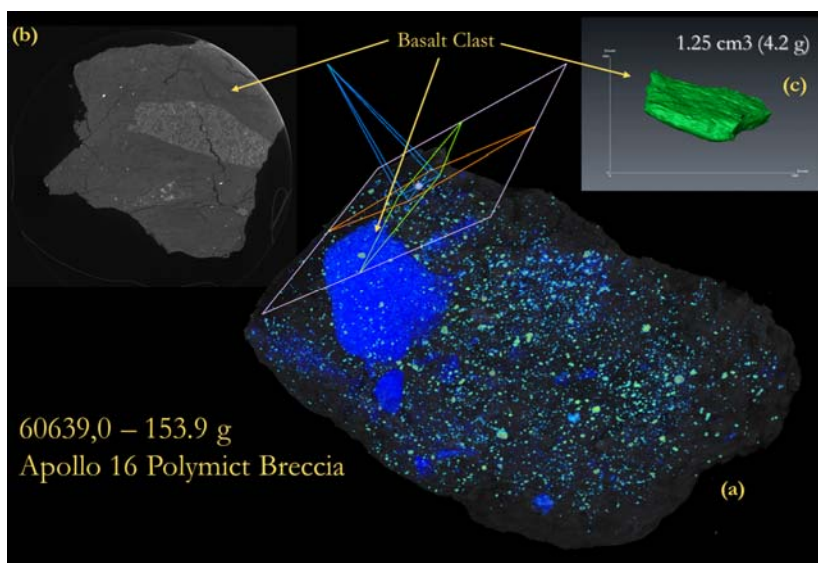 (b)
Basalt Clast
1.25 cm3 (4.2 g)
(c)
60639,0 – 153.9 g
Apollo 16 Polymict Breccia
(a)